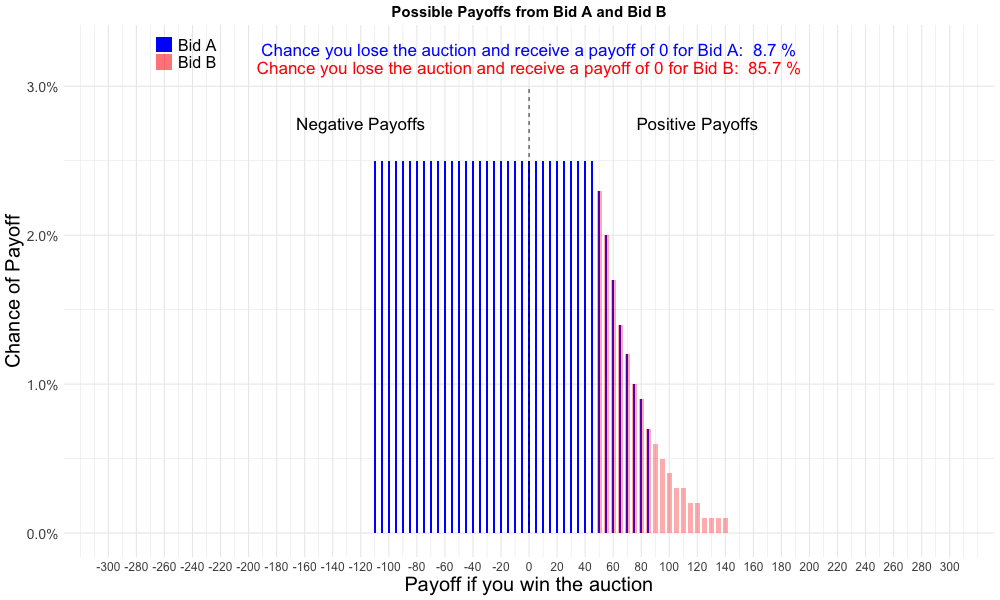 Possible Payoffs from Bid A and Bid B
Bid A
Bid B
Chance you lose the auction and receive a payoff of 0 for Bid A:  8.7 %
Chance you lose the auction and receive a payoff of 0 for Bid B:  85.7 %
Negative Payoffs
Positive Payoffs
Chance of Payoff
3.0%
2.0%
1.0%
0.0%
-300 -280 -260 -240 -220 -200 -180 -160 -140 -120 -100 -80 -60 -40 -20 0 20 40 60 80 100 120 140 160 180 200 220 240 260 280 300
Payoff if you win the auction